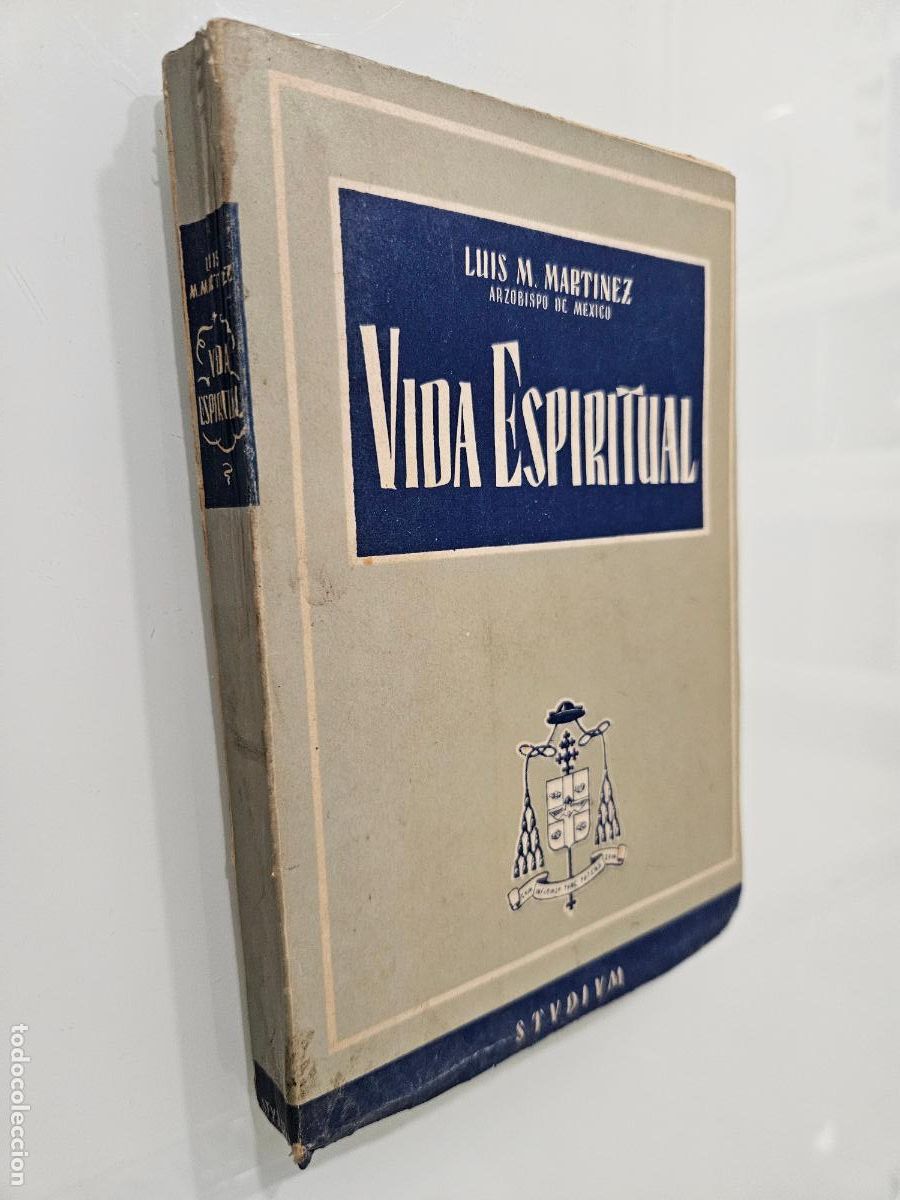 LUIS M. MARTINEZ
ARZOBISPO DE MEXICO
VIDA ESPIRITUAL
STVDIVM
LUIS
M. MARTINEZ
VIDA
ESPIRITUAL
todocoleccion